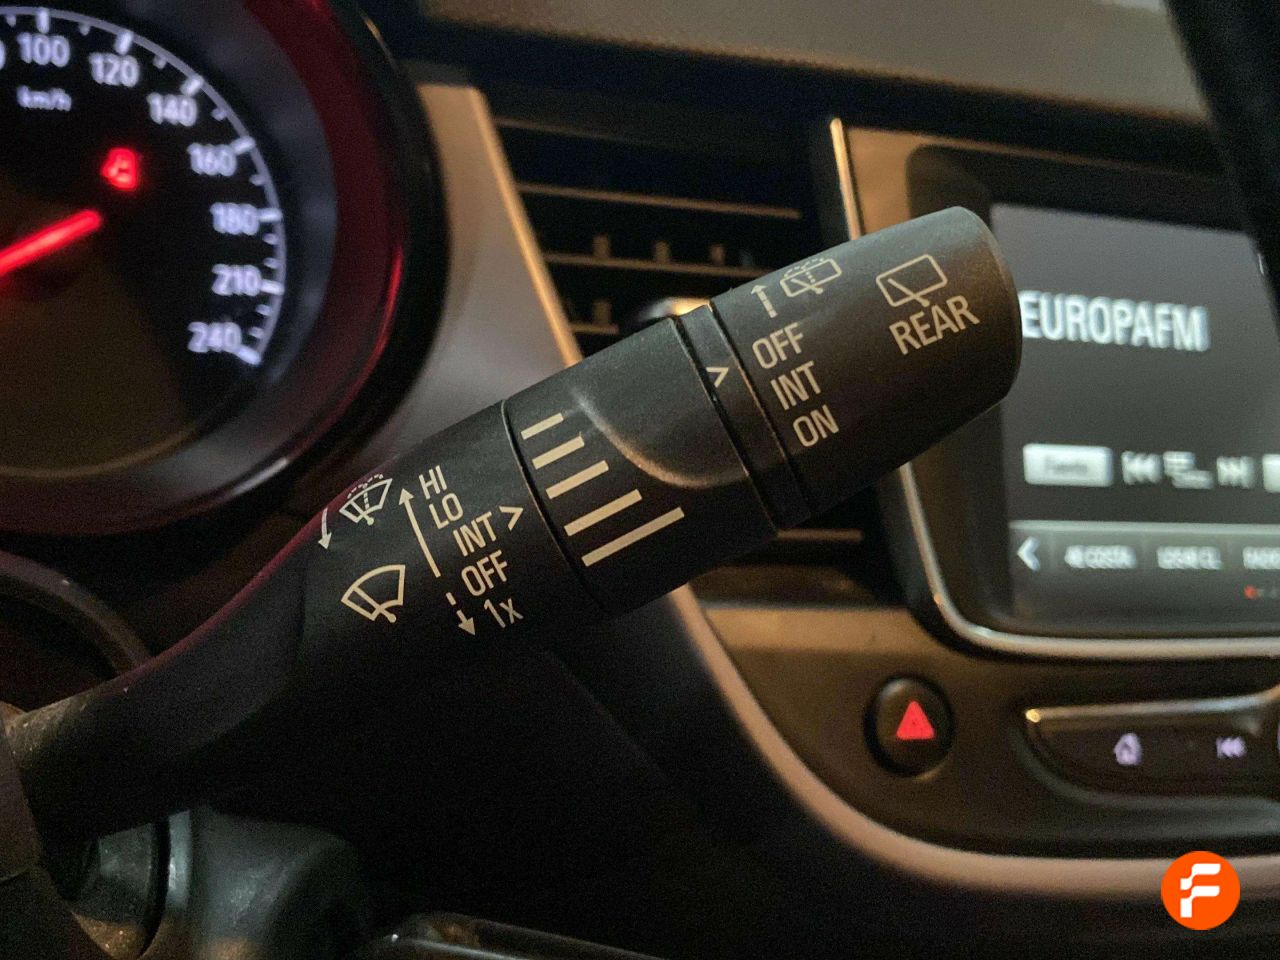 100
120
km/h
140
160
180
210
240
OFF
INT
ON
REAR
HI
LO
INT
OFF
1x
EUROPAFM